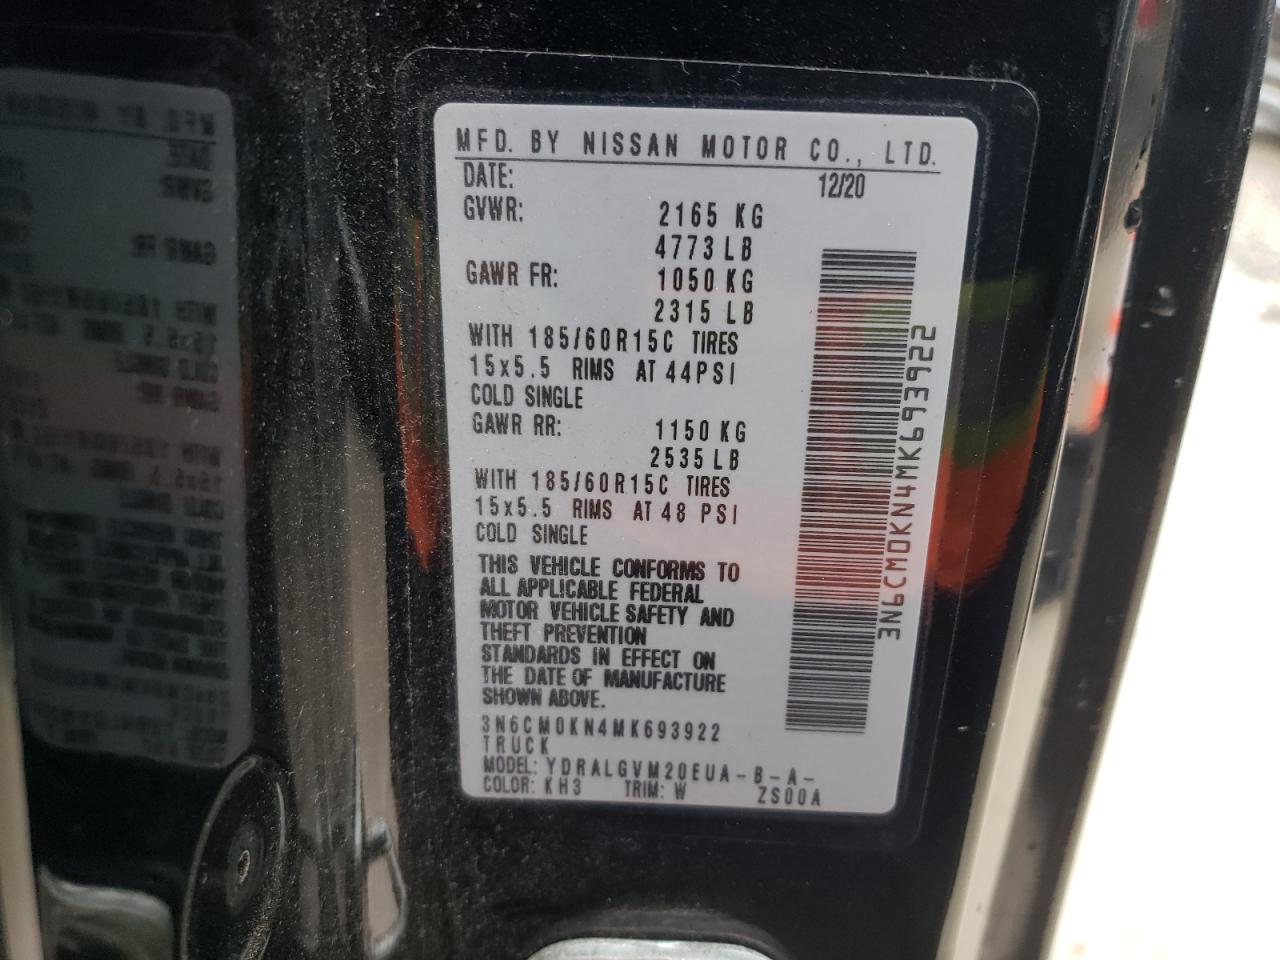 MFD. BY NISSAN MOTOR CO., LTD.
DATE: 12/20
GVWR: 2165 KG
4773 LB
GAWR FR: 1050 KG
2315 LB
WITH 185/60R15C TIRES
15x5.5 RIMS AT 44 PSI
COLD SINGLE
GAWR RR: 1150 KG
2535 LB
WITH 185/60R15C TIRES
15x5.5 RIMS AT 48 PSI
COLD SINGLE
THIS VEHICLE CONFORMS TO
ALL APPLICABLE FEDERAL
MOTOR VEHICLE SAFETY AND
THEFT PREVENTION
STANDARDS IN EFFECT ON
THE DATE OF MANUFACTURE
SHOWN ABOVE.
3N6CM0KN4MK693922
TRUCK
MODEL: YDRALGVM20EUA-B-A-
COLOR: KH3 TRIM: W ZS00A
3N6CM0KN4MK693922